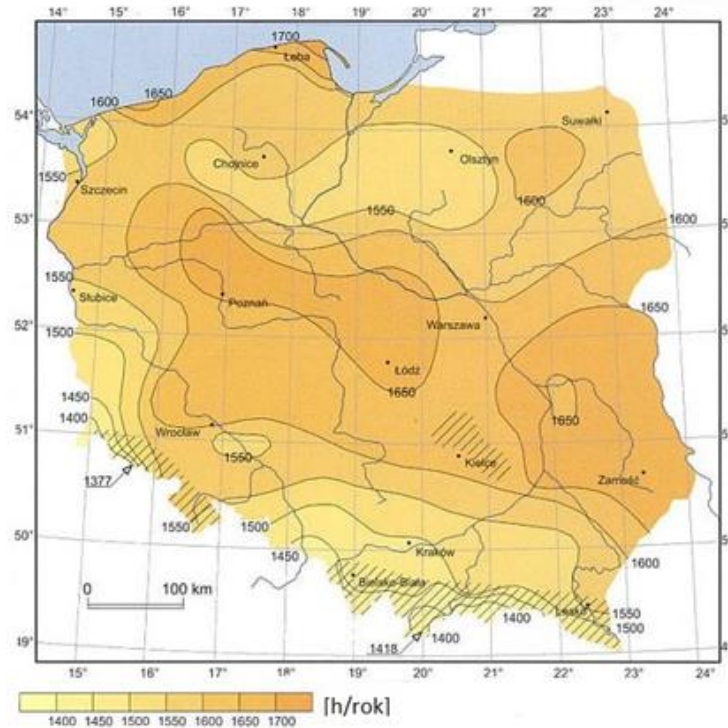 14° 15° 16° 17° 18° 19° 20° 21° 22° 23° 24°
1700
Łeba
1650
1600
54°
Suwałki
Chojnice
Olsztyn
1550
Szczecin
1550
1600
53°
1600
1550
Słubice
Poznań
1650
1500
52°
Warszawa
Łódź
1650
1450
1400
1650
51°
Wrocław
1550
Kielce
Zamość
1377
1550
1500
50°
1450
Kraków
1600
0 100 km
Bielsko-Biała
Lesko
1550
1400
1400
1500
1418
49°
15° 16° 17° 18° 19° 20° 21° 22° 23° 24°
1400 1450 1500 1550 1600 1650 1700
[h/rok]